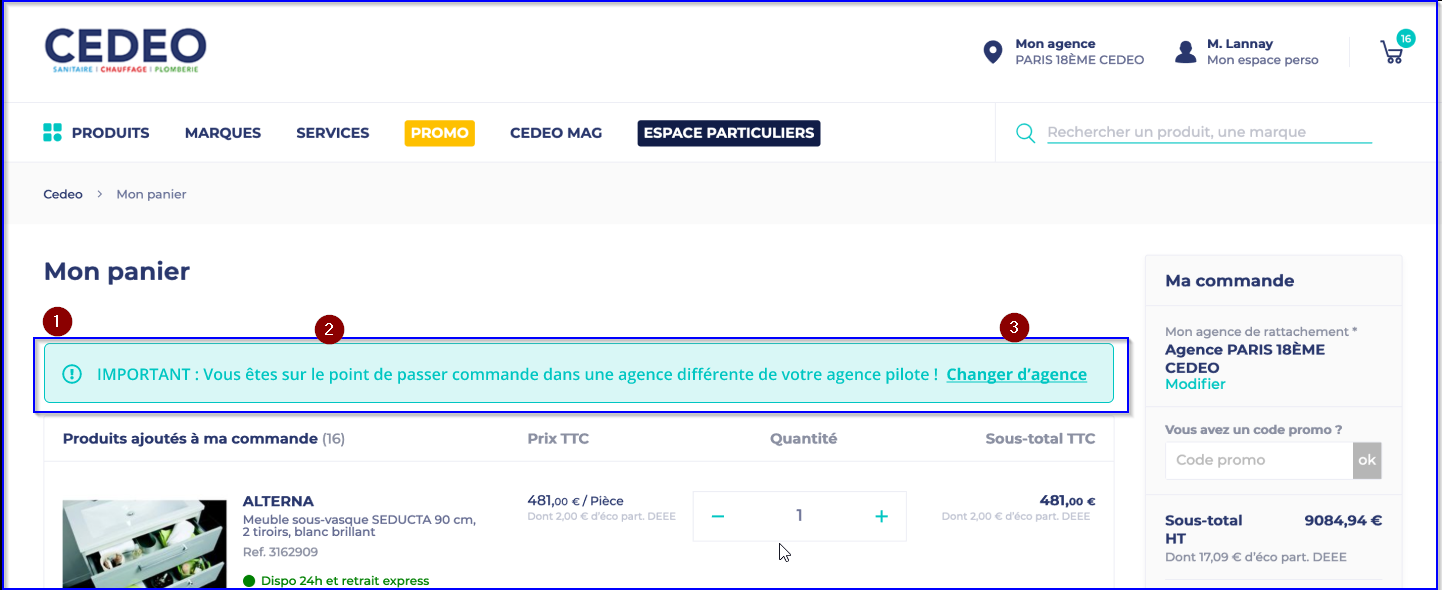 CEDEO
SANITAIRE | CHAUFFAGE | PLOMBERIE
Mon agence
PARIS 18ÈME CEDEO
M. Lannay
Mon espace perso
16
PRODUITS
MARQUES
SERVICES
PROMO
CEDEO MAG
ESPACE PARTICULIERS
Rechercher un produit, une marque
Cedeo > Mon panier
Mon panier
1
2
3
IMPORTANT : Vous êtes sur le point de passer commande dans une agence différente de votre agence pilote ! Changer d'agence
Produits ajoutés à ma commande (16)
Prix TTC
Quantité
Sous-total TTC
ALTERNA
Meuble sous-vasque SEDUCTA 90 cm,
2 tiroirs, blanc brillant
Ref. 3162909
Dispo 24h et retrait express
481,00 € / Pièce
Dont 2,00 € d'éco part. DEEE
1
481,00 €
Dont 2,00 € d'éco part. DEEE
Ma commande
Mon agence de rattachement *
Agence PARIS 18ÈME
CEDEO
Modifier
Vous avez un code promo ?
Code promo
ok
Sous-total
HT
9084,94 €
Dont 17,09 € d'éco part. DEEE